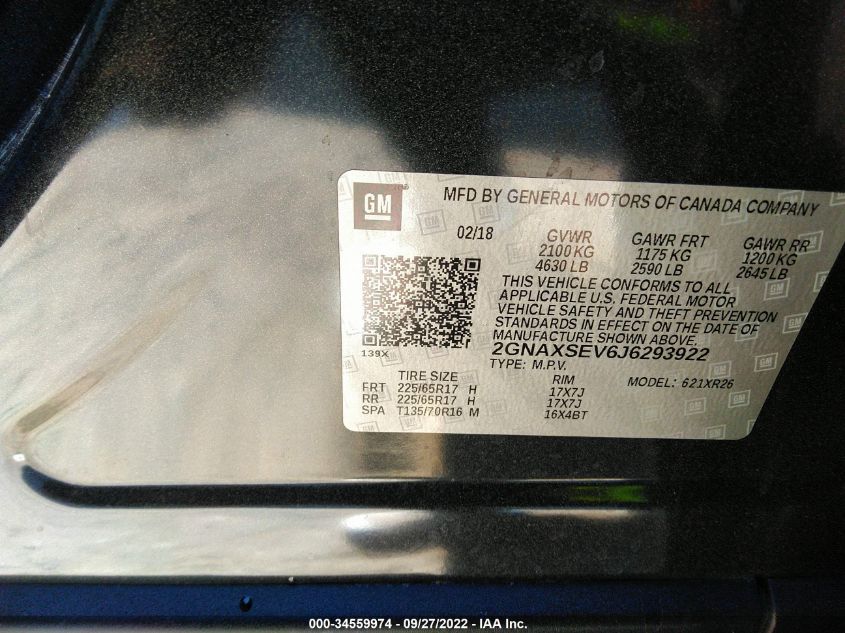 GM
MFD BY GENERAL MOTORS OF CANADA COMPANY
02/18
GVWR GAWR FRT GAWR RR
2100 KG 1175 KG 1200 KG
4630 LB 2590 LB 2645 LB
THIS VEHICLE CONFORMS TO ALL
APPLICABLE U.S. FEDERAL MOTOR
VEHICLE SAFETY AND THEFT PREVENTION
STANDARDS IN EFFECT ON THE DATE OF
MANUFACTURE SHOWN ABOVE.
139X
2GNAXSEV6J6293922
TYPE: M.P.V.
TIRE SIZE RIM MODEL: 621XR26
FRT 225/65R17 H 17X7J
RR 225/65R17 H 17X7J
SPA T135/70R16 M 16X4BT
000-34559974 - 09/27/2022 - IAA Inc.